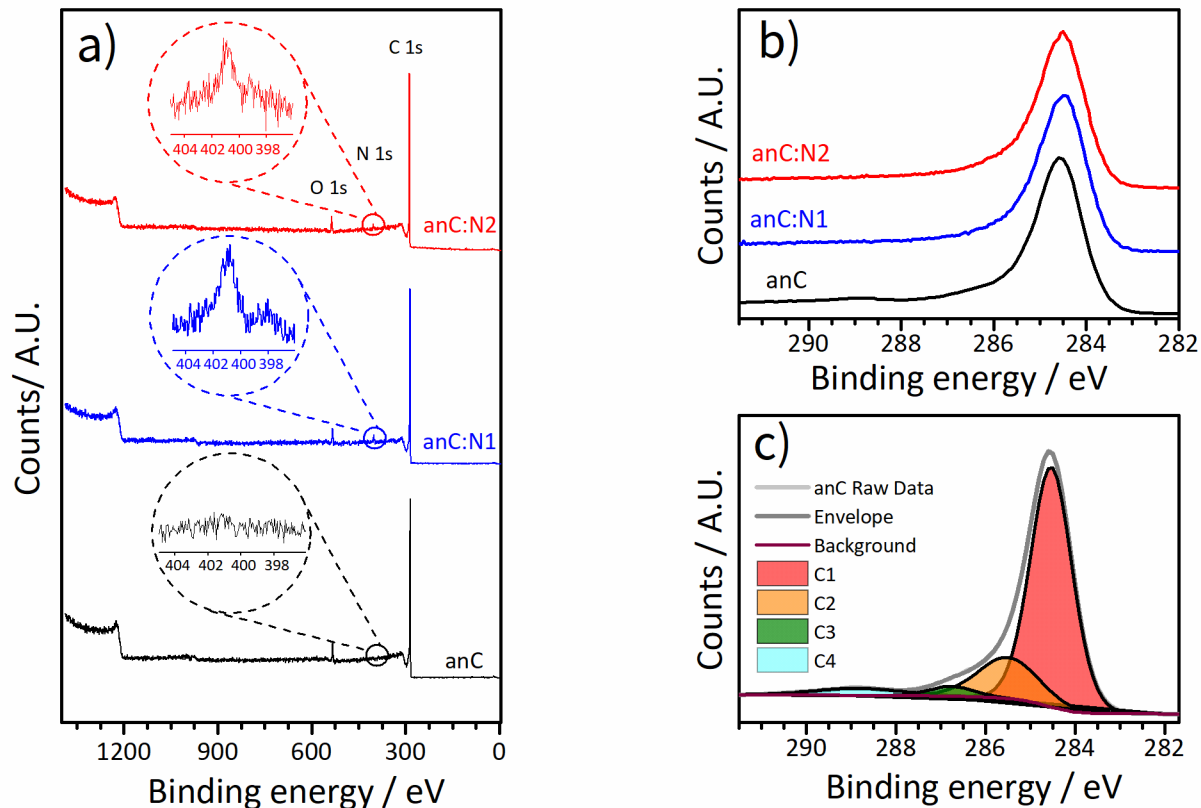 a)
C 1s
N 1s
O 1s
404 402 400 398
anC:N2
404 402 400 398
anC:N1
404 402 400 398
anC
Counts/ A.U.
1200 900 600 300 0
Binding energy / eV
b)
anC:N2
anC:N1
anC
Counts / A.U.
290 288 286 284 282
Binding energy / eV
c)
anC Raw Data
Envelope
Background
C1
C2
C3
C4
Counts / A.U.
290 288 286 284 282
Binding energy / eV